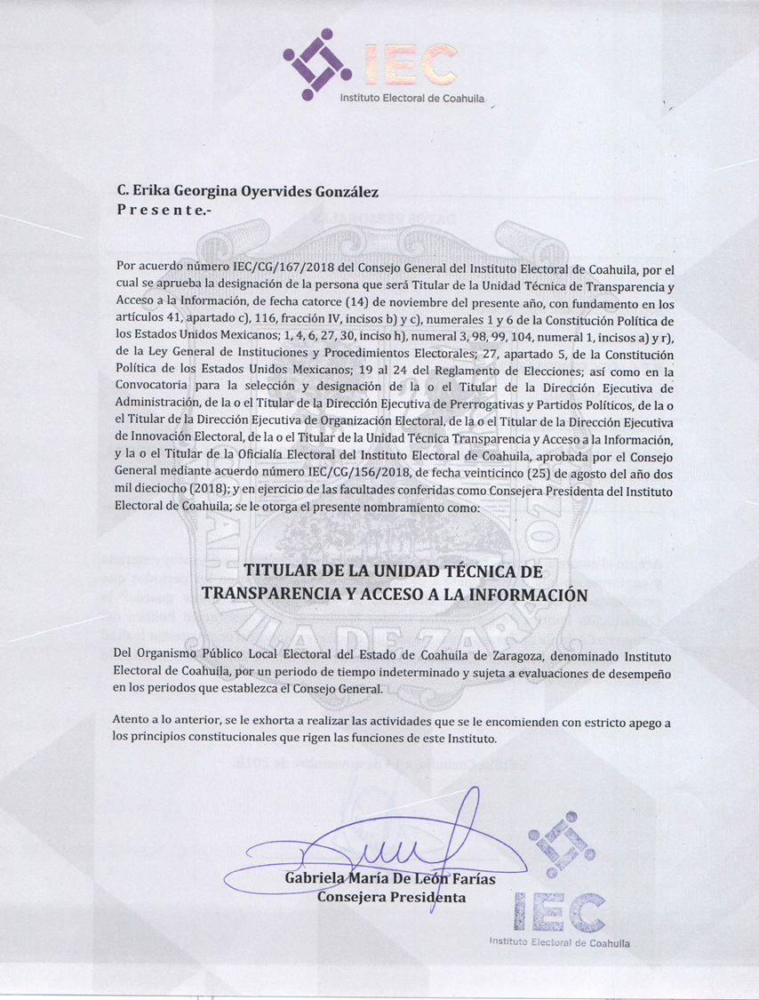 IEC
Instituto Electoral de Coahuila
C. Erika Georgina Oyervides González
P r e s e n t e.-
Por acuerdo número IEC/CG/167/2018 del Consejo General del Instituto Electoral de Coahuila, por el
cual se aprueba la designación de la persona que será Titular de la Unidad Técnica de Transparencia y
Acceso a la Información, de fecha catorce (14) de noviembre del presente año, con fundamento en los
artículos 41, apartado c), 116, fracción IV, incisos b) y c), numerales 1 y 6 de la Constitución Política de
los Estados Unidos Mexicanos; 1, 4, 6, 27, 30, inciso h), numeral 3, 98, 99, 104, numeral 1, incisos a) y r),
de la Ley General de Instituciones y Procedimientos Electorales; 27, apartado 5, de la Constitución
Política de los Estados Unidos Mexicanos; 19 al 24 del Reglamento de Elecciones; así como en la
Convocatoria para la selección y designación de la o el Titular de la Dirección Ejecutiva de
Administración, de la o el Titular de la Dirección Ejecutiva de Prerrogativas y Partidos Políticos, de la o
el Titular de la Dirección Ejecutiva de Organización Electoral, de la o el Titular de la Dirección Ejecutiva
de Innovación Electoral, de la o el Titular de la Unidad Técnica Transparencia y Acceso a la Información,
y la o el Titular de la Oficialía Electoral del Instituto Electoral de Coahuila, aprobada por el Consejo
General mediante acuerdo número IEC/CG/156/2018, de fecha veinticinco (25) de agosto del año dos
mil dieciocho (2018); y en ejercicio de las facultades conferidas como Consejera Presidenta del Instituto
Electoral de Coahuila; se le otorga el presente nombramiento como:
TITULAR DE LA UNIDAD TÉCNICA DE
TRANSPARENCIA Y ACCESO A LA INFORMACIÓN
Del Organismo Público Local Electoral del Estado de Coahuila de Zaragoza, denominado Instituto
Electoral de Coahuila, por un periodo de tiempo indeterminado y sujeta a evaluaciones de desempeño
en los periodos que establezca el Consejo General.
Atento a lo anterior, se le exhorta a realizar las actividades que se le encomienden con estricto apego a
los principios constitucionales que rigen las funciones de este Instituto.
Gabriela María De León Farías
Consejera Presidenta
IEC
Instituto Electoral de Coahuila
COAHUILA DE ZARAGOZA